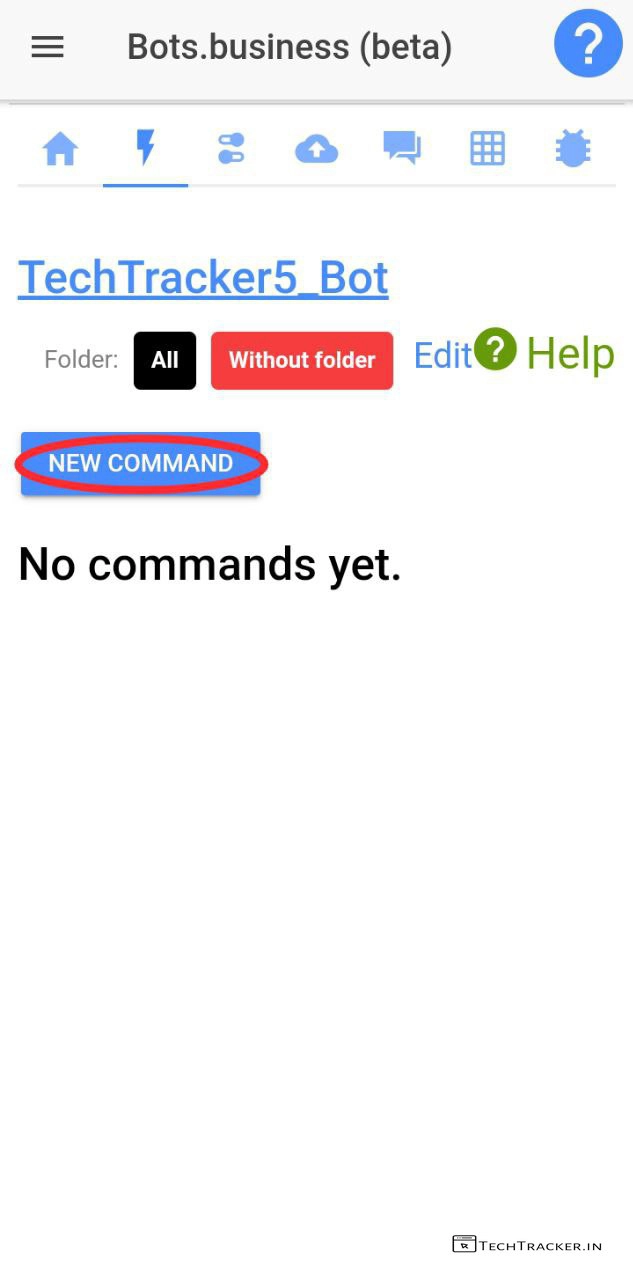 Bots.business (beta)
?
TechTracker5_Bot
Folder: All Without folder Edit ? Help
NEW COMMAND
No commands yet.
TECHTRACKER.IN